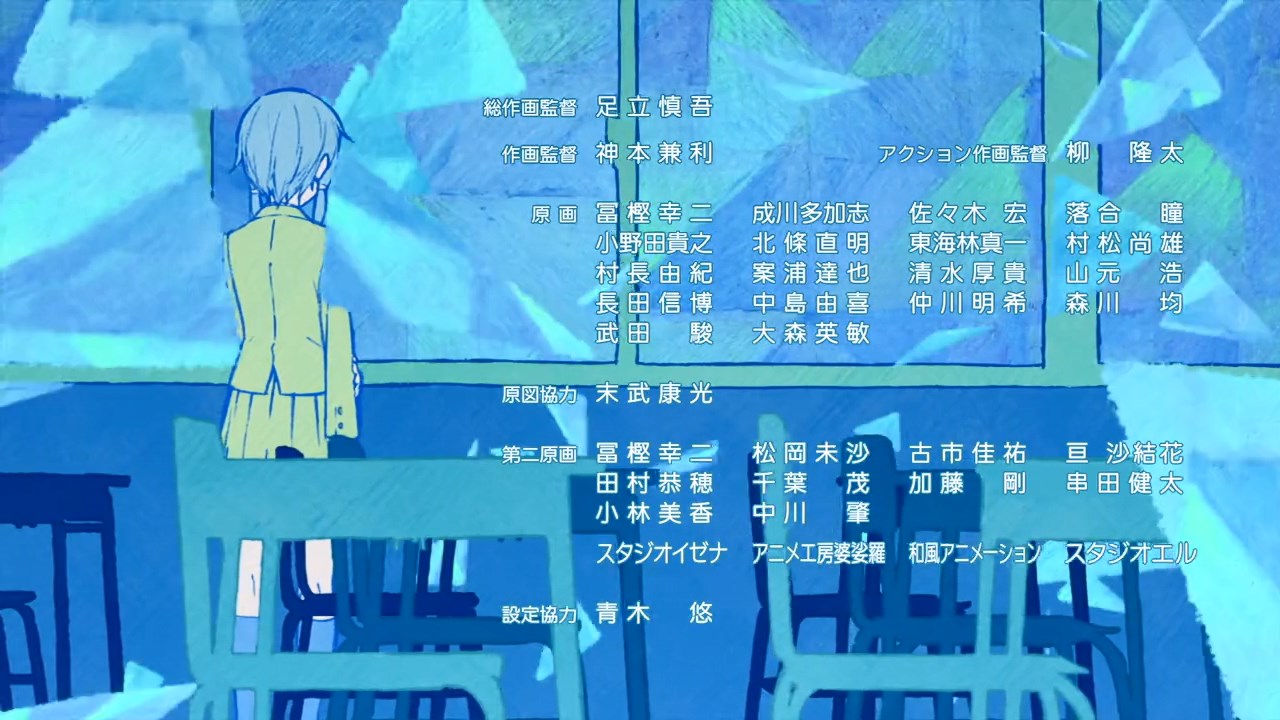 総作画監督 足立慎吾
作画監督 神本兼利 アクション作画監督 柳 隆太
原画 冨樫幸二 成川多加志 佐々木 宏 落合 瞳
小野田貴之 北條直明 東海林真一 村松尚雄
村長由紀 案浦達也 清水厚貴 山元 浩
長田信博 中島由喜 仲川明希 森川 均
武田 駿 大森英敏
原図協力 末武康光
第二原画 冨樫幸二 松岡未沙 古市佳祐 亘 沙結花
田村恭穂 千葉 茂 加藤 剛 串田健太
小林美香 中川 肇
スタジオイゼナ アニメ工房婆娑羅 和風アニメーション スタジオエル
設定協力 青木 悠